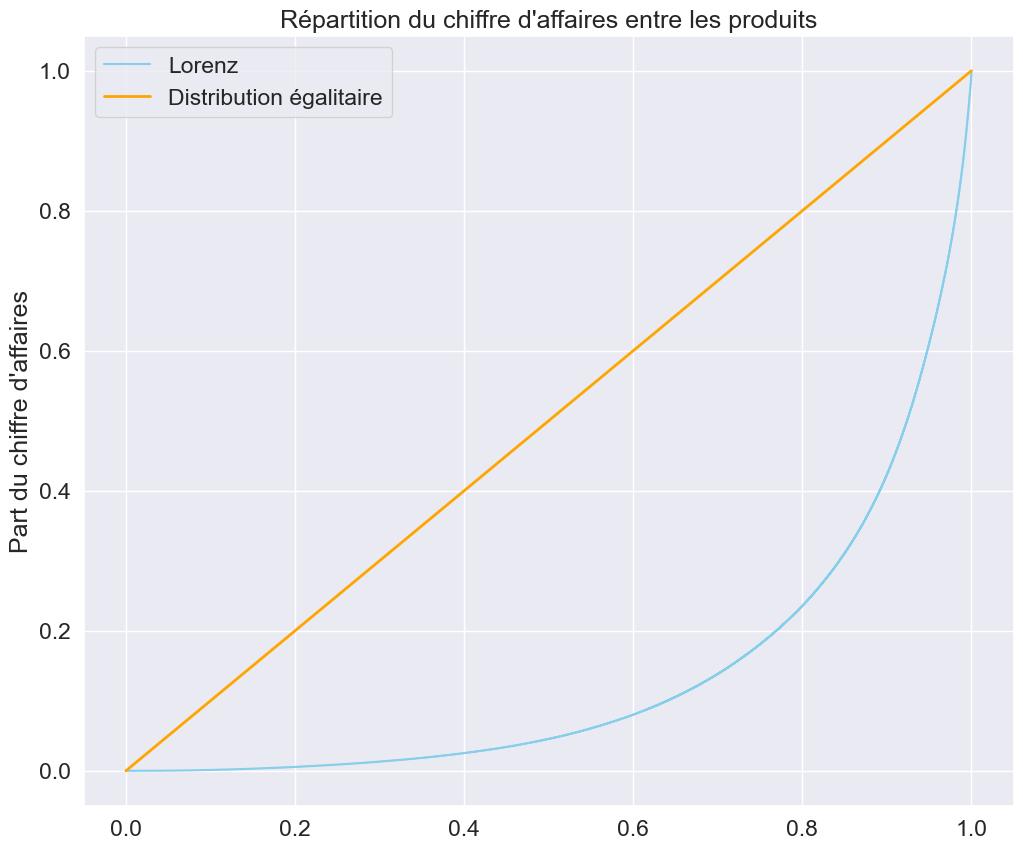 Répartition du chiffre d'affaires entre les produits
Lorenz
Distribution égalitaire
Part du chiffre d'affaires
1.0
0.8
0.6
0.4
0.2
0.0
0.0 0.2 0.4 0.6 0.8 1.0